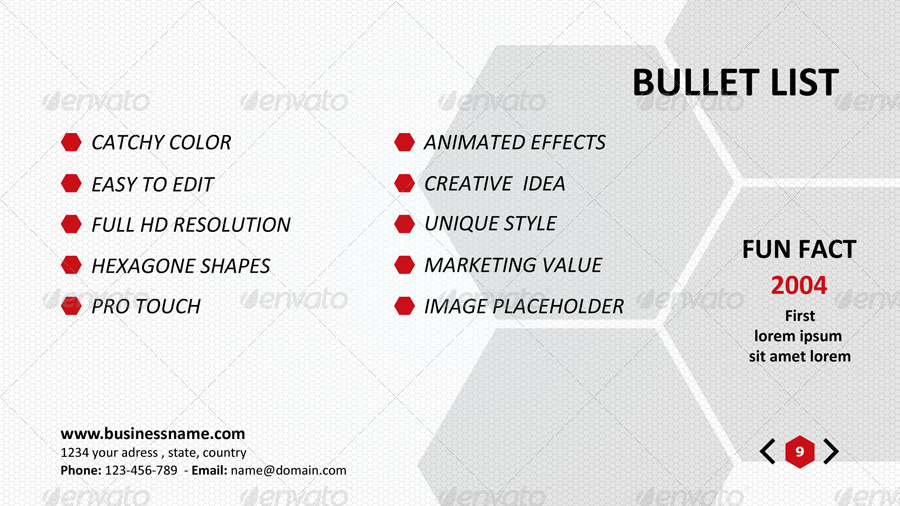 BULLET LIST
CATCHY COLOR
EASY TO EDIT
FULL HD RESOLUTION
HEXAGONE SHAPES
PRO TOUCH
ANIMATED EFFECTS
CREATIVE  IDEA
UNIQUE STYLE
MARKETING VALUE
IMAGE PLACEHOLDER
FUN FACT
2004
First
lorem ipsum
sit amet lorem
www.businessname.com
1234 your adress , state, country
Phone: 123-456-789  - Email: name@domain.com
9
envato envato envato envato envato
envato envato envato envato envato
envato envato envato envato envato